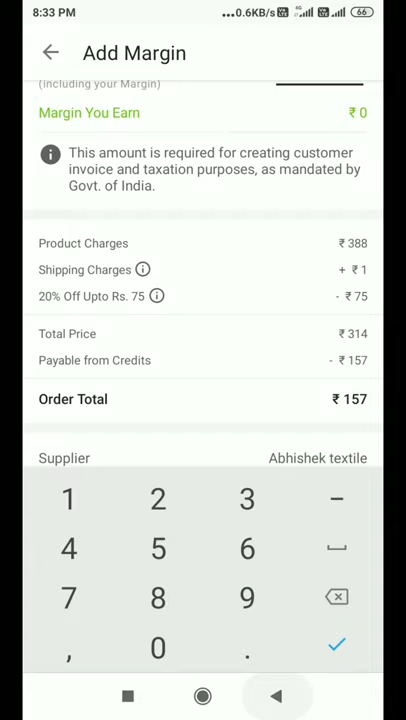 8:33 PM
...0.6KB/s 66
Add Margin
(including your Margin)
Margin You Earn ₹ 0
This amount is required for creating customer
invoice and taxation purposes, as mandated by
Govt. of India.
Product Charges ₹ 388
Shipping Charges + ₹ 1
20% Off Upto Rs. 75 - ₹ 75
Total Price ₹ 314
Payable from Credits - ₹ 157
Order Total ₹ 157
Supplier Abhishek textile
1 2 3 −
4 5 6
7 8 9
, 0 .